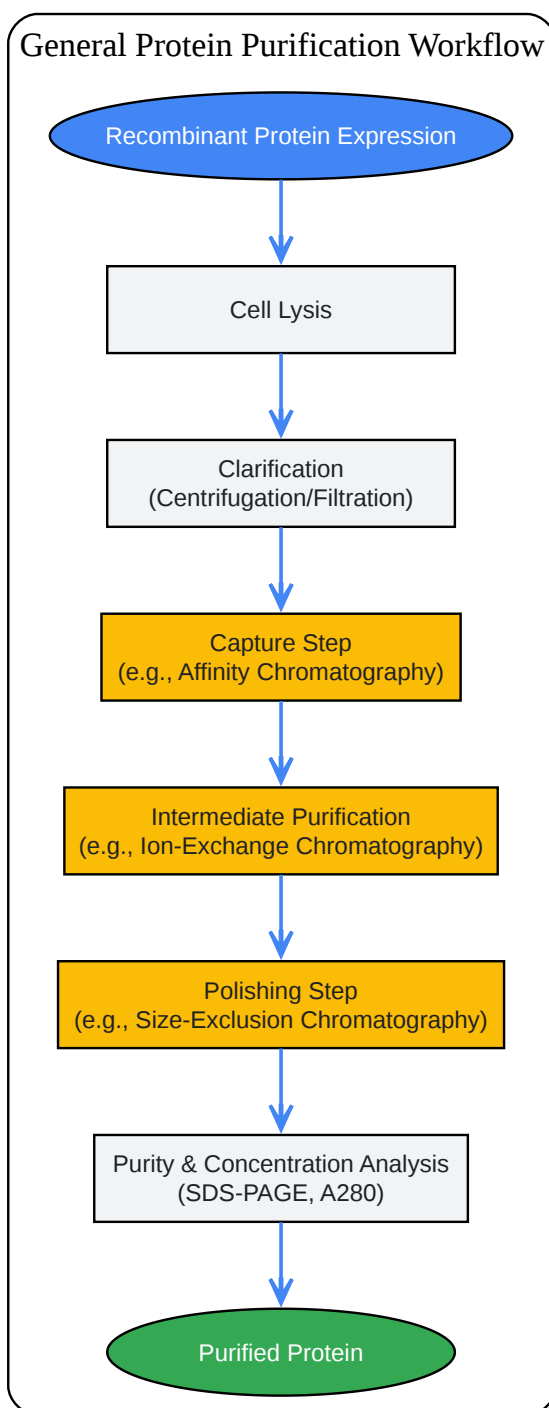 General Protein Purification Workflow
Recombinant Protein Expression
Cell Lysis
Clarification
(Centrifugation/Filtration)
Capture Step
(e.g., Affinity Chromatography)
Intermediate Purification
(e.g., Ion-Exchange Chromatography)
Polishing Step
(e.g., Size-Exclusion Chromatography)
Purity & Concentration Analysis
(SDS-PAGE, A280)
Purified Protein